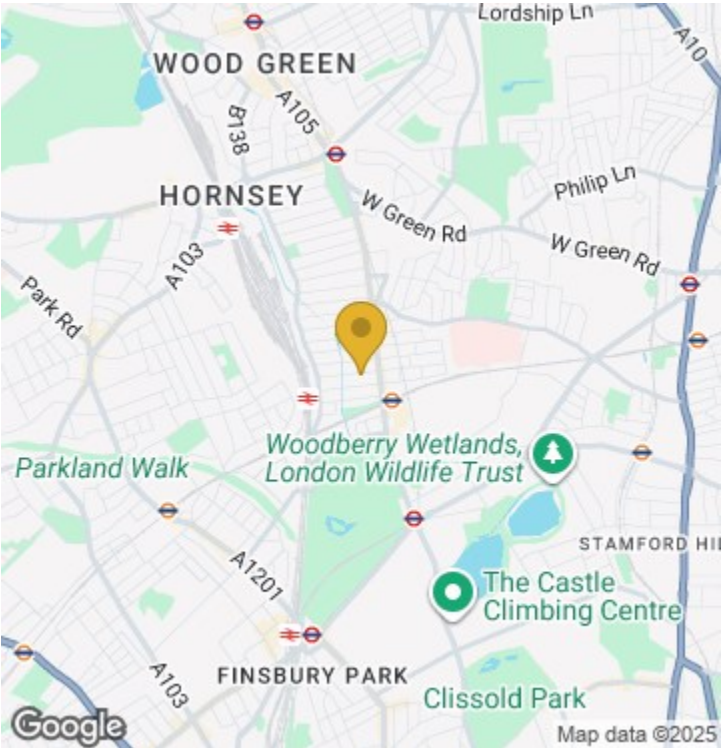 Lordship Ln
A10
WOOD GREEN
A105
B138
Philip Ln
HORNSEY
W Green Rd
W Green Rd
A103
Park Rd
Woodberry Wetlands,
London Wildlife Trust
Parkland Walk
STAMFORD HIL
A1201
The Castle
Climbing Centre
FINSBURY PARK
A103
Clissold Park
Google
Map data ©2025